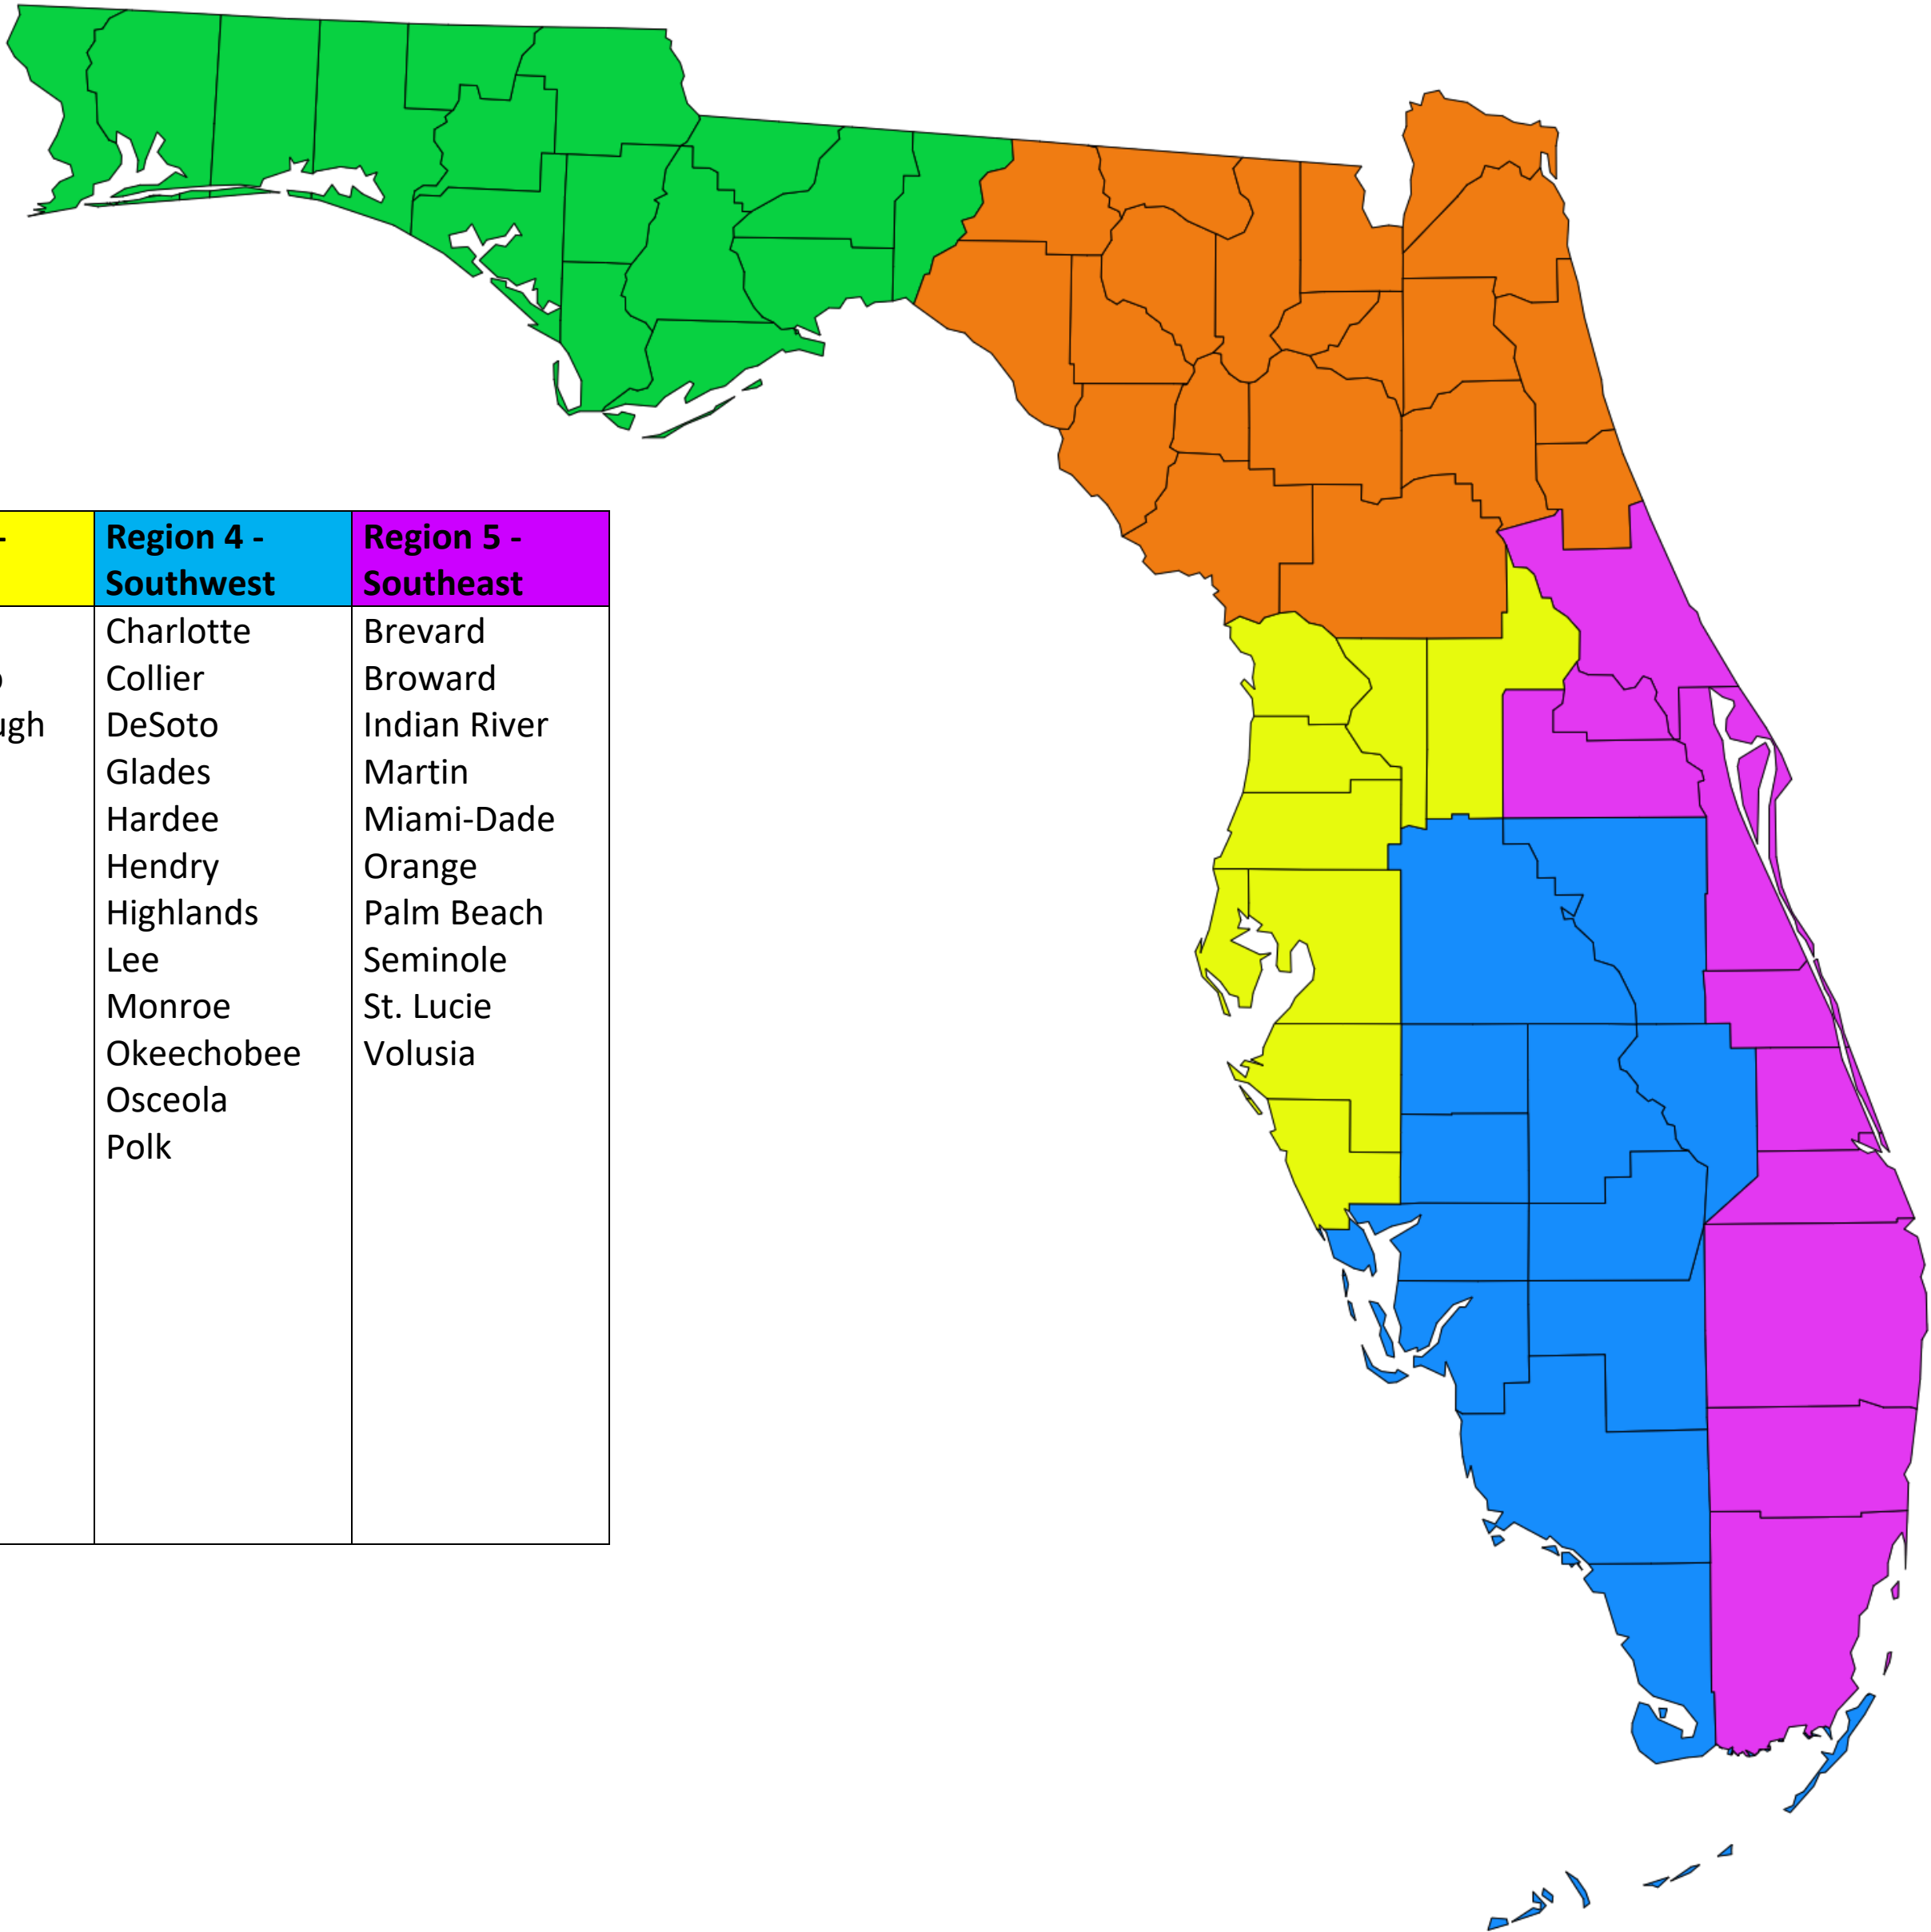 -
Region 4 -
Southwest
Region 5 -
Southeast
ugh
Charlotte
Collier
DeSoto
Glades
Hardee
Hendry
Highlands
Lee
Monroe
Okeechobee
Osceola
Polk
Brevard
Broward
Indian River
Martin
Miami-Dade
Orange
Palm Beach
Seminole
St. Lucie
Volusia